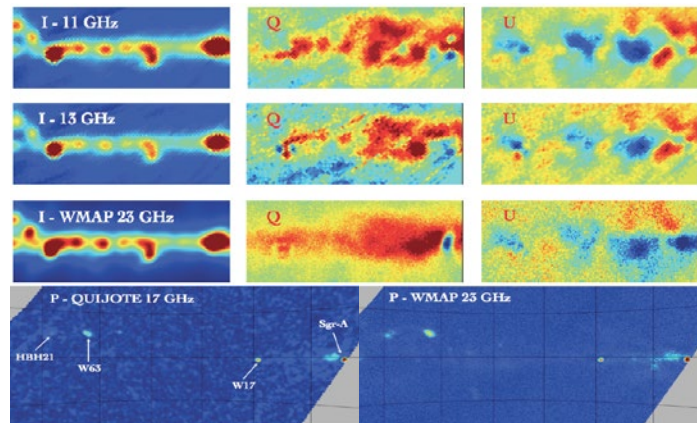 I - 11 GHz
Q
U
I - 13 GHz
Q
U
I - WMAP 23 GHz
Q
U
P - QUIJOTE 17 GHz
P - WMAP 23 GHz
Sgr-A
HBH21
W63
W17